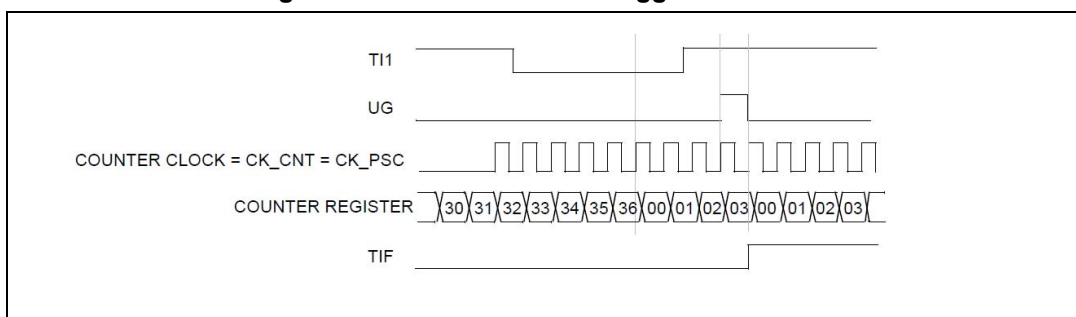 TI1
UG
COUNTER CLOCK = CK_CNT = CK_PSC
COUNTER REGISTER 30 31 32 33 34 35 36 00 01 02 03 00 01 02 03
TIF